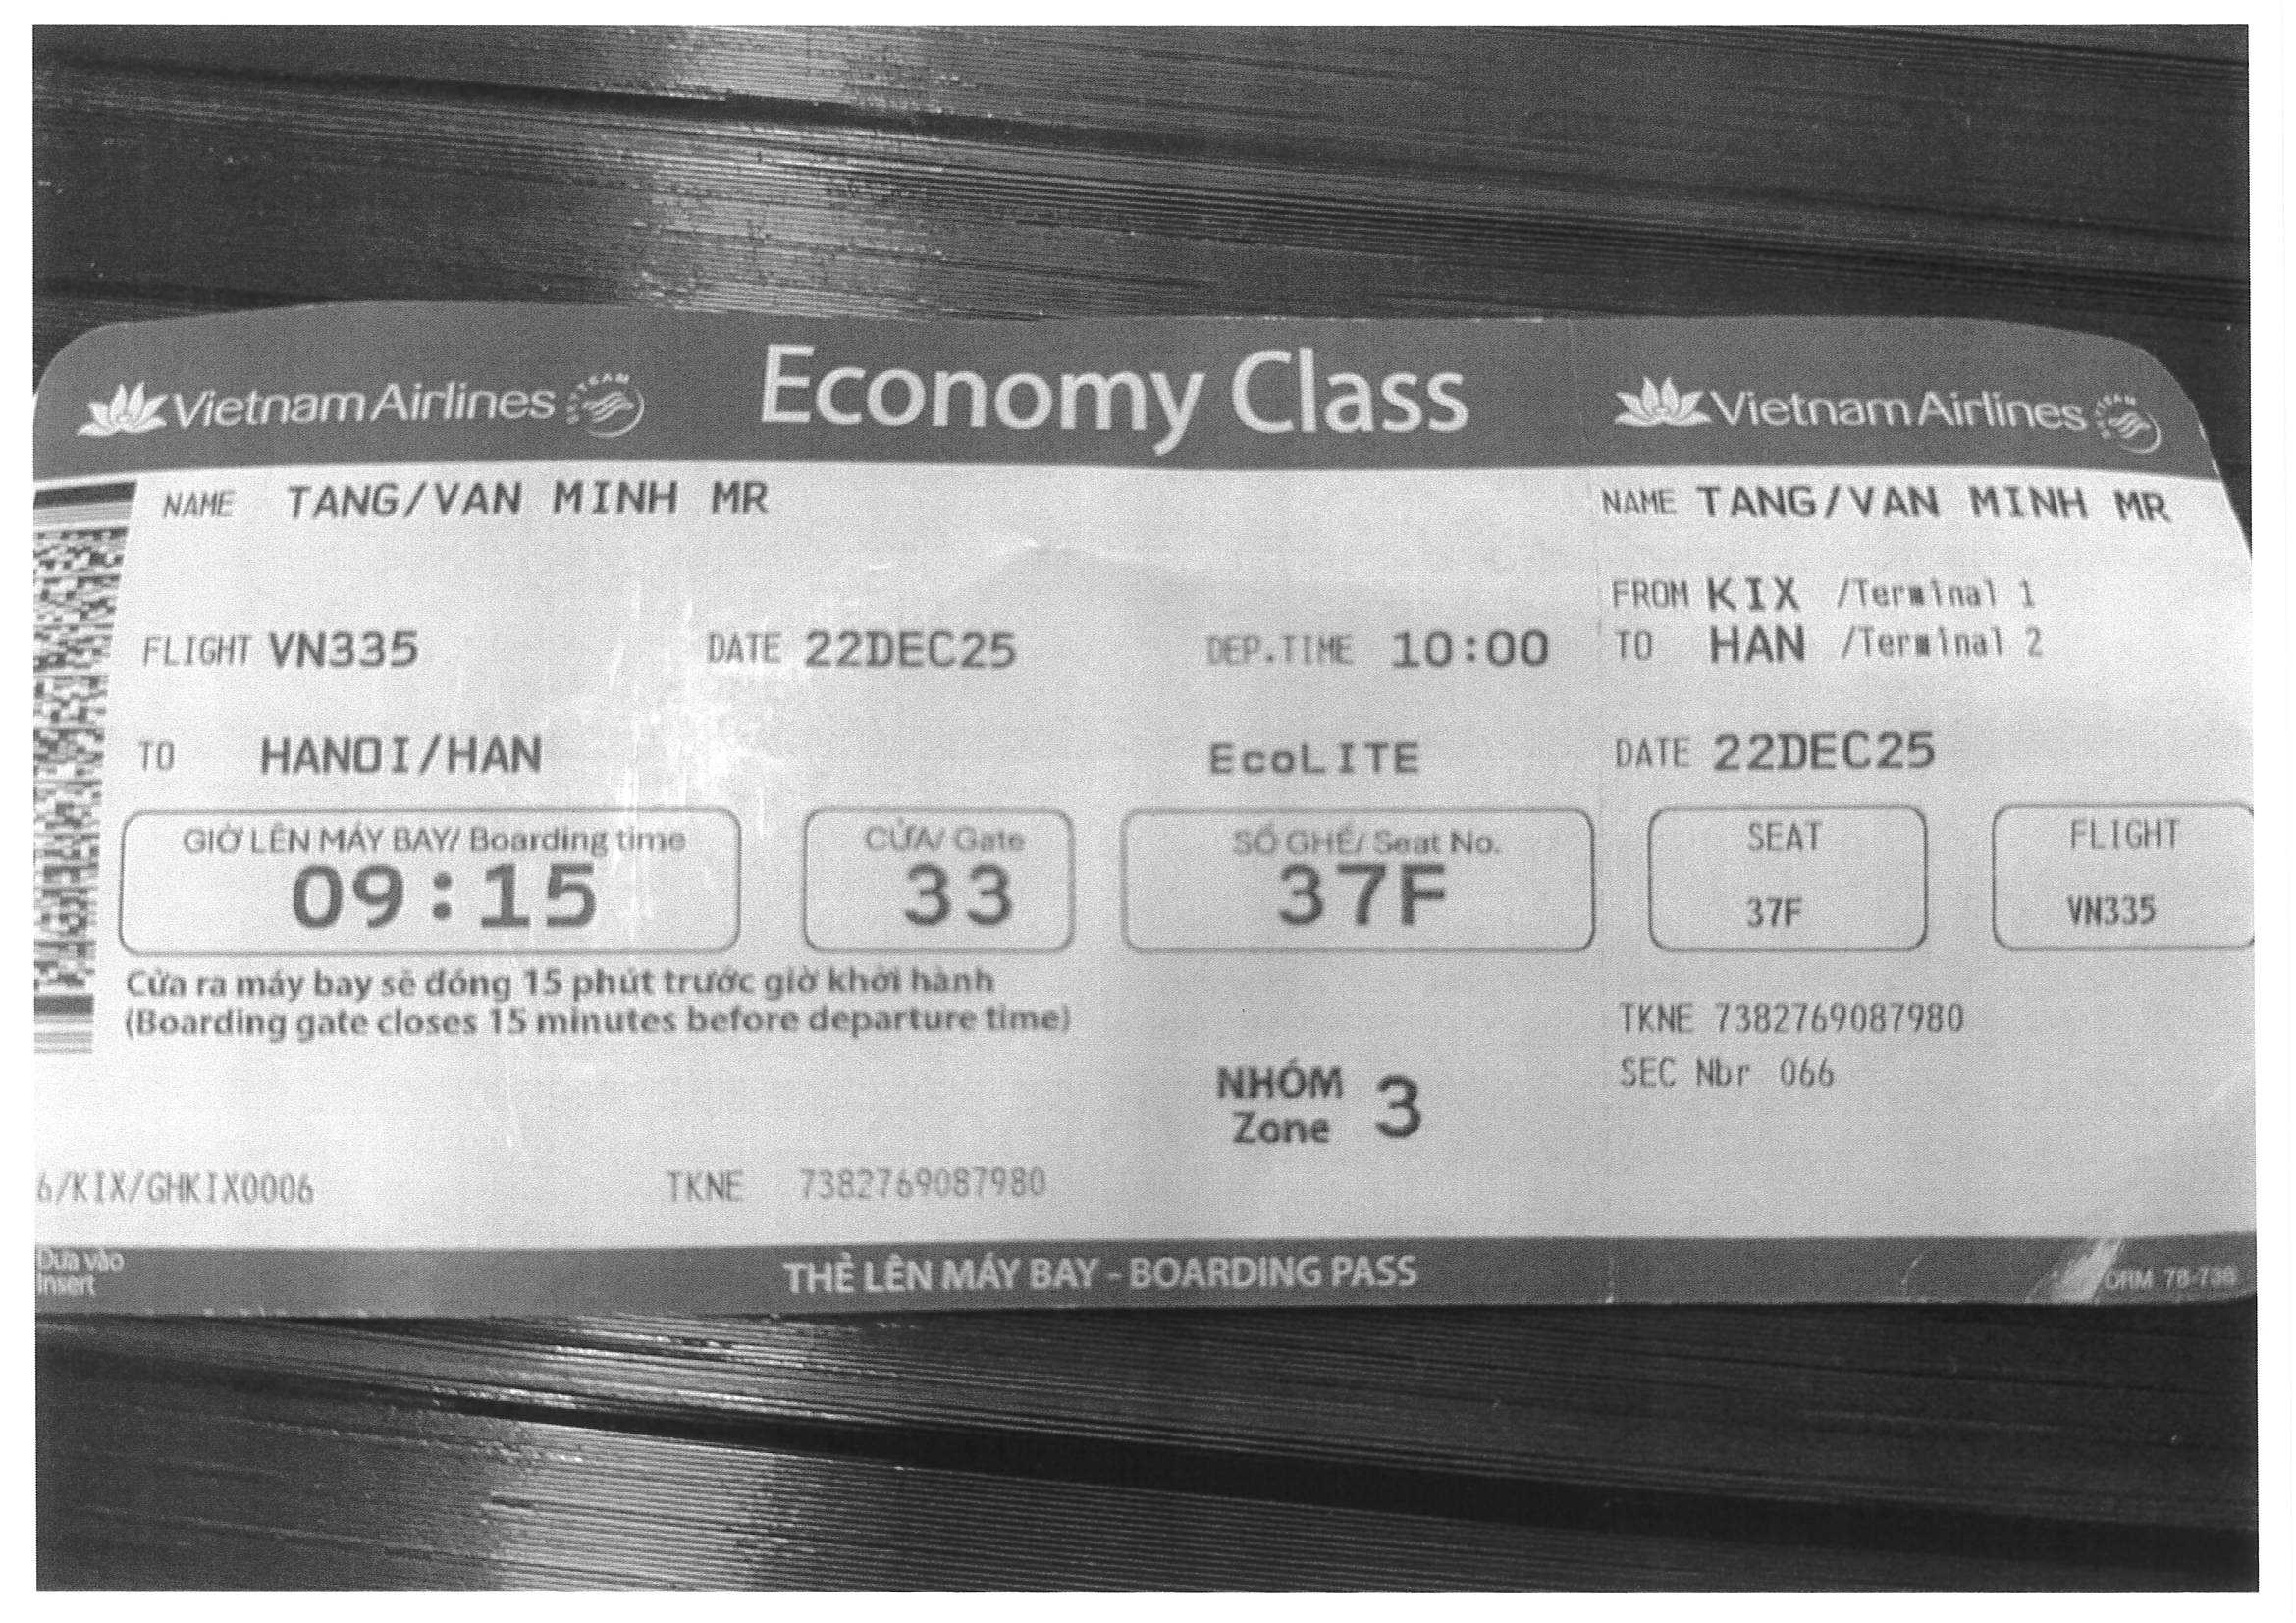 Vietnam Airlines SKYTEAM Economy Class Vietnam Airlines SKYTEAM
NAME TANG/VAN MINH MR
FLIGHT VN335 DATE 22DEC25 DEP.TIME 10:00
TO HANOI/HAN EcoLITE
GIỜ LÊN MÁY BAY/ Boarding time
09:15
CỬA/ Gate
33
SỐ GHẾ/ Seat No.
37F
Cửa ra máy bay sẽ đóng 15 phút trước giờ khởi hành
(Boarding gate closes 15 minutes before departure time)
NHÓM
Zone 3
6/KIX/GHKIX0006 TKNE 7382769087980
NAME TANG/VAN MINH MR
FROM KIX /Terminal 1
TO HAN /Terminal 2
DATE 22DEC25
SEAT
37F
FLIGHT
VN335
TKNE 7382769087980
SEC Nbr 066
Đưa vào
Insert
THẺ LÊN MÁY BAY - BOARDING PASS